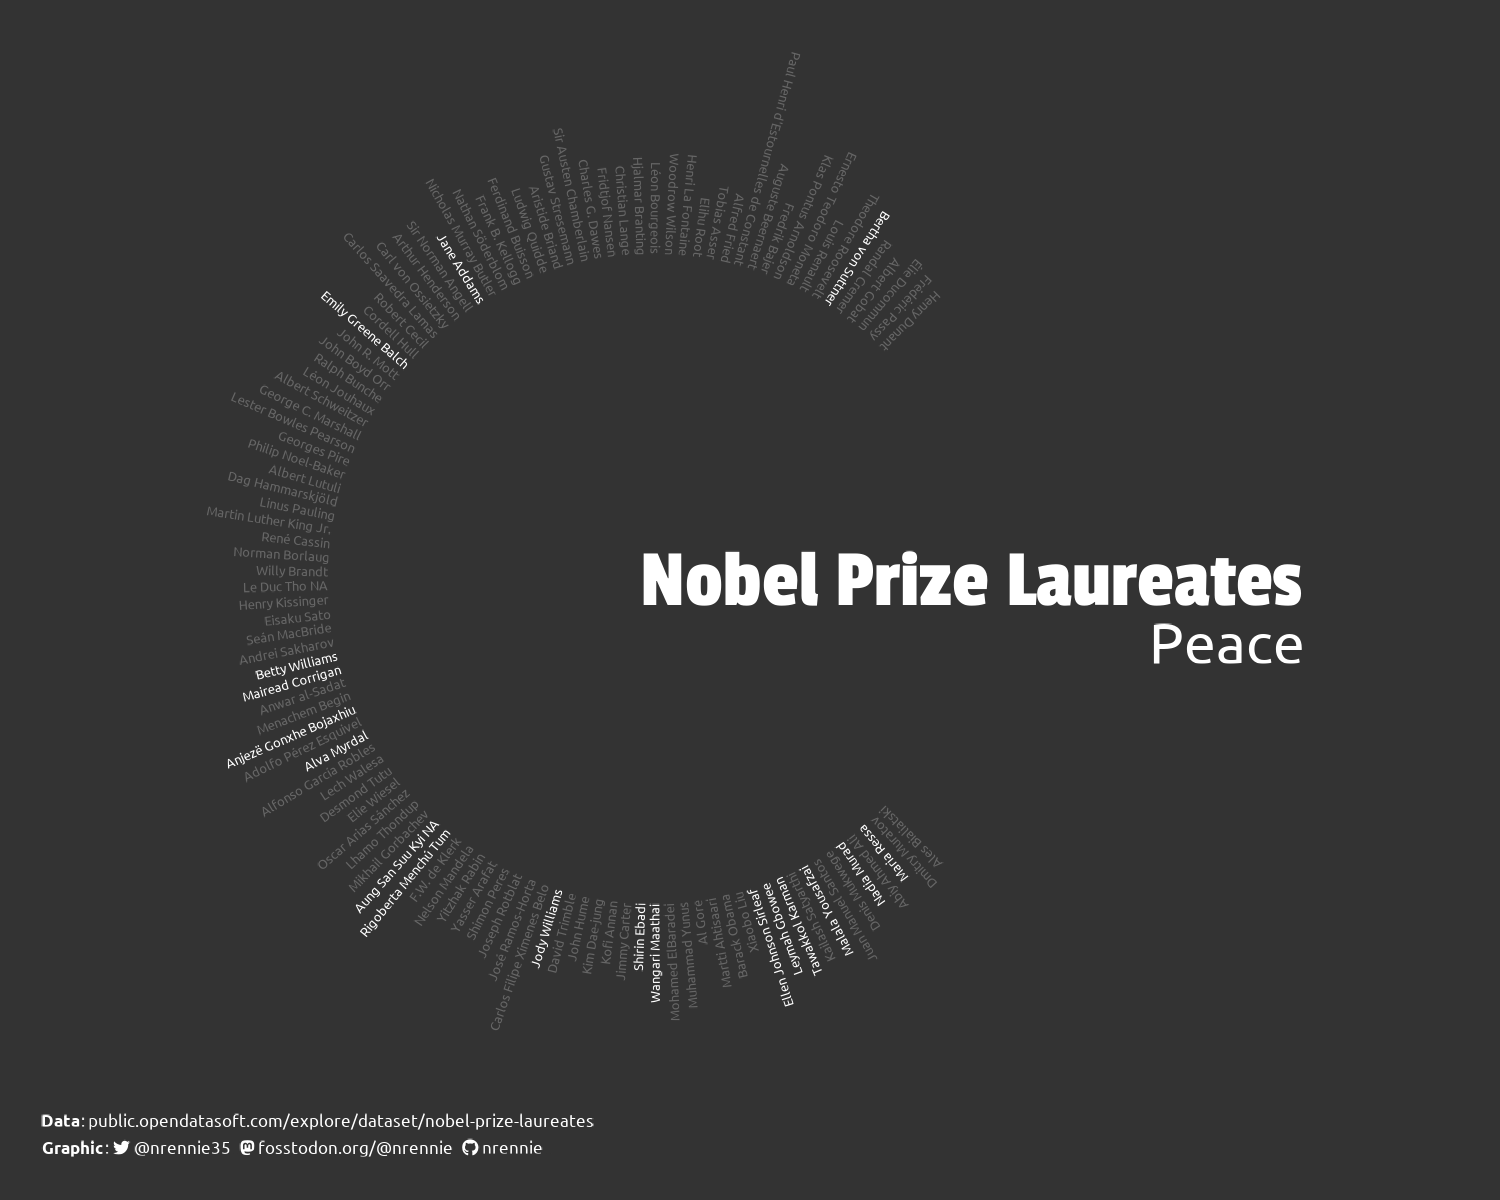 Henry Dunant
Frédéric Passy
Élie Ducommun
Albert Gobat
Randal Cremer
Bertha von Suttner
Theodore Roosevelt
Louis Renault
Ernesto Teodoro Moneta
Klas Pontus Arnoldson
Fredrik Bajer
Auguste Beernaert
Paul Henri d'Estournelles de Constant
Alfred Fried
Tobias Asser
Elihu Root
Henri La Fontaine
Woodrow Wilson
Léon Bourgeois
Hjalmar Branting
Christian Lange
Fridtjof Nansen
Charles G. Dawes
Sir Austen Chamberlain
Gustav Stresemann
Aristide Briand
Ludwig Quidde
Ferdinand Buisson
Frank B. Kellogg
Nathan Söderblom
Nicholas Murray Butler
Jane Addams
Sir Norman Angell
Arthur Henderson
Carl von Ossietzky
Carlos Saavedra Lamas
Robert Cecil
Cordell Hull
Emily Greene Balch
John R. Mott
John Boyd Orr
Ralph Bunche
Léon Jouhaux
Albert Schweitzer
George C. Marshall
Lester Bowles Pearson
Georges Pire
Philip Noel-Baker
Albert Lutuli
Dag Hammarskjöld
Linus Pauling
Martin Luther King Jr.
René Cassin
Norman Borlaug
Willy Brandt
Le Duc Tho NA
Henry Kissinger
Eisaku Sato
Seán MacBride
Andrei Sakharov
Betty Williams
Mairead Corrigan
Anwar al-Sadat
Menachem Begin
Anjezë Gonxhe Bojaxhiu
Adolfo Pérez Esquivel
Alva Myrdal
Alfonso García Robles
Lech Walesa
Desmond Tutu
Elie Wiesel
Oscar Arias Sánchez
Lhamo Thondup
Mikhail Gorbachev
Aung San Suu Kyi NA
Rigoberta Menchú Tum
F.W. de Klerk
Nelson Mandela
Yitzhak Rabin
Yasser Arafat
Shimon Peres
Joseph Rotblat
José Ramos-Horta
Carlos Filipe Ximenes Belo
Jody Williams
David Trimble
John Hume
Kim Dae-jung
Kofi Annan
Jimmy Carter
Shirin Ebadi
Wangari Maathai
Mohamed ElBaradei
Muhammad Yunus
Al Gore
Martti Ahtisaari
Barack Obama
Xiaobo Liu
Ellen Johnson Sirleaf
Leymah Gbowee
Tawakkol Karman
Kailash Satyarthi
Malala Yousafzai
Juan Manuel Santos
Denis Mukwege
Nadia Murad
Abiy Ahmed Ali
Maria Ressa
Dmitry Muratov
Ales Bialiatski
Nobel Prize Laureates
Peace
Data: public.opendatasoft.com/explore/dataset/nobel-prize-laureates
Graphic: @nrennie35 fosstodon.org/@nrennie nrennie